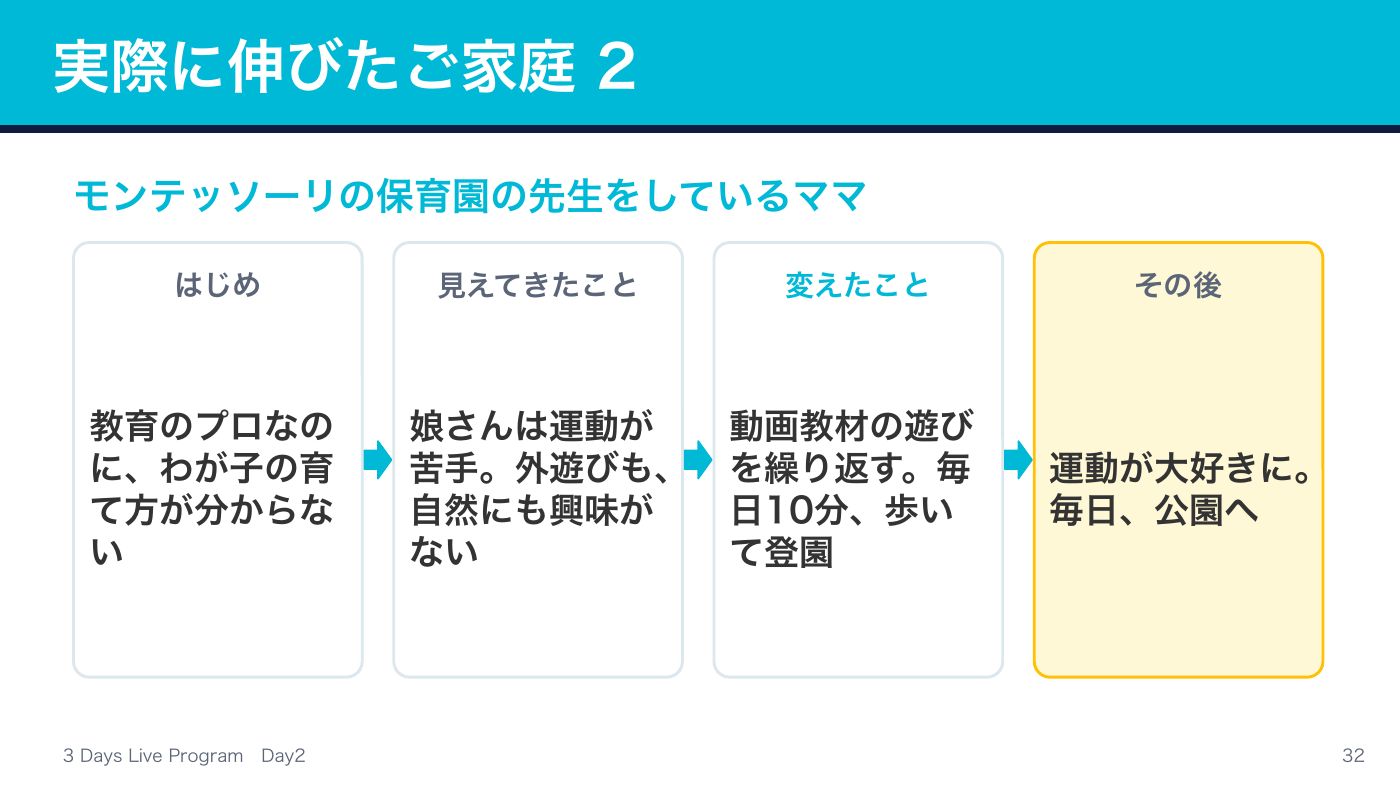 実際に伸びたご家庭 2
モンテッソーリの保育園の先生をしているママ
はじめ
教育のプロなの
に、わが子の育
て方が分からな
い
見えてきたこと
娘さんは運動が
苦手。外遊びも、
自然にも興味が
ない
変えたこと
動画教材の遊び
を繰り返す。毎
日10分、歩い
て登園
その後
運動が大好きに。
毎日、公園へ
3 Days Live Program　Day2
32